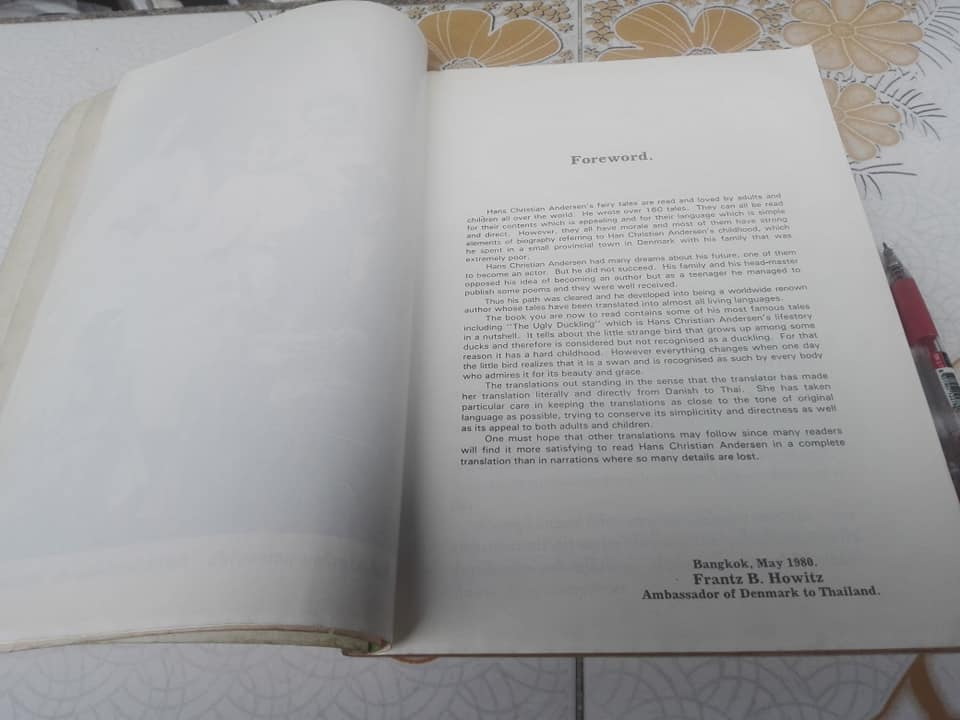 Foreword.
Hans Christian Andersen's fairy tales are read and loved by adults and
children all over the world. He wrote over 160 tales. They can all be read
for their contents which is appealing and for their language which is simple
and direct. However, they all have morale and most of them have strong
elements of biography referring to Han Christian Andersen's childhood, which
he spent in a small provincial town in Denmark with his family that was
extremely poor.
Hans Christian Andersen had many dreams about his future, one of them
to become an actor. But he did not succeed. His family and his head-master
opposed his idea of becoming an author but as a teenager he managed to
publish some poems and they were well received.
Thus his path was cleared and he developed into being a worldwide renown
author whose tales have been translated into almost all living languages.
The book you are now to read contains some of his most famous tales
including "The Ugly Duckling" which is Hans Christian Andersen's lifestory
in a nutshell. It tells about the little strange bird that grows up among some
ducks and therefore is considered but not recognised as a duckling. For that
reason it has a hard childhood. However everything changes when one day
the little bird realizes that it is a swan and is recognised as such by every body
who admires it for its beauty and grace.
The translations out standing in the sense that the translator has made
her translation literally and directly from Danish to Thai. She has taken
particular care in keeping the translations as close to the tone of original
language as possible, trying to conserve its simplicitity and directness as well
as its appeal to both adults and children.
One must hope that other translations may follow since many readers
will find it more satisfying to read Hans Christian Andersen in a complete
translation than in narrations where so many details are lost.
Bangkok, May 1980.
Frantz B. Howitz
Ambassador of Denmark to Thailand.